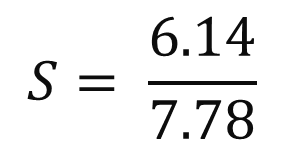 S = 6.14 / 7.78